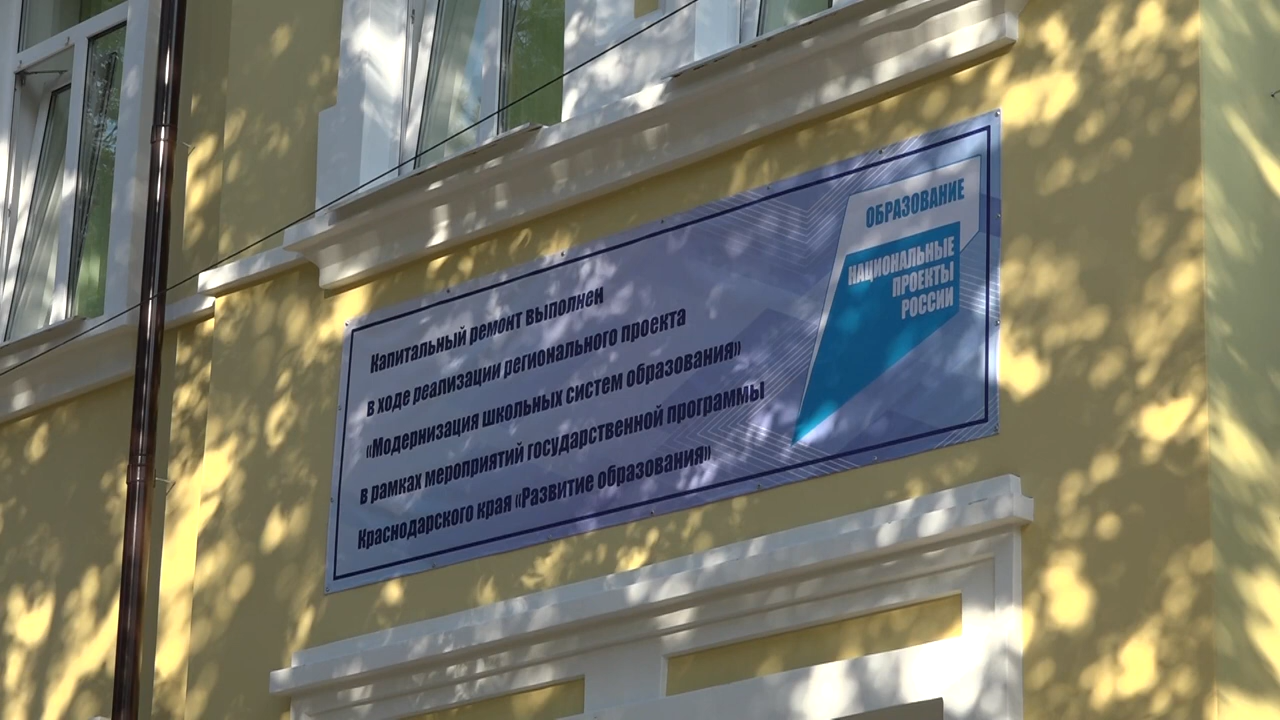 Капитальный ремонт выполнен
в ходе реализации регионального проекта
«Модернизация школьных систем образования»
в рамках мероприятий государственной программы
Краснодарского края «Развитие образования»
ОБРАЗОВАНИЕ
НАЦИОНАЛЬНЫЕ
ПРОЕКТЫ
РОССИИ